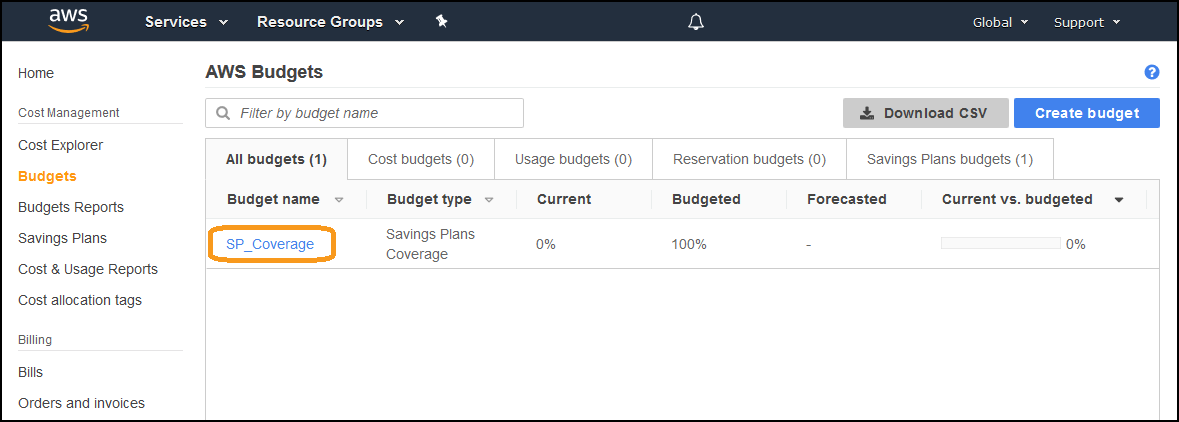 aws Services Resource Groups Global Support
Home
Cost Management
Cost Explorer
Budgets
Budgets Reports
Savings Plans
Cost & Usage Reports
Cost allocation tags
Billing
Bills
Orders and invoices
AWS Budgets ?
Filter by budget name Download CSV Create budget
All budgets (1) Cost budgets (0) Usage budgets (0) Reservation budgets (0) Savings Plans budgets (1)
Budget name Budget type Current Budgeted Forecasted Current vs. budgeted
SP_Coverage Savings Plans Coverage 0% 100% - 0%